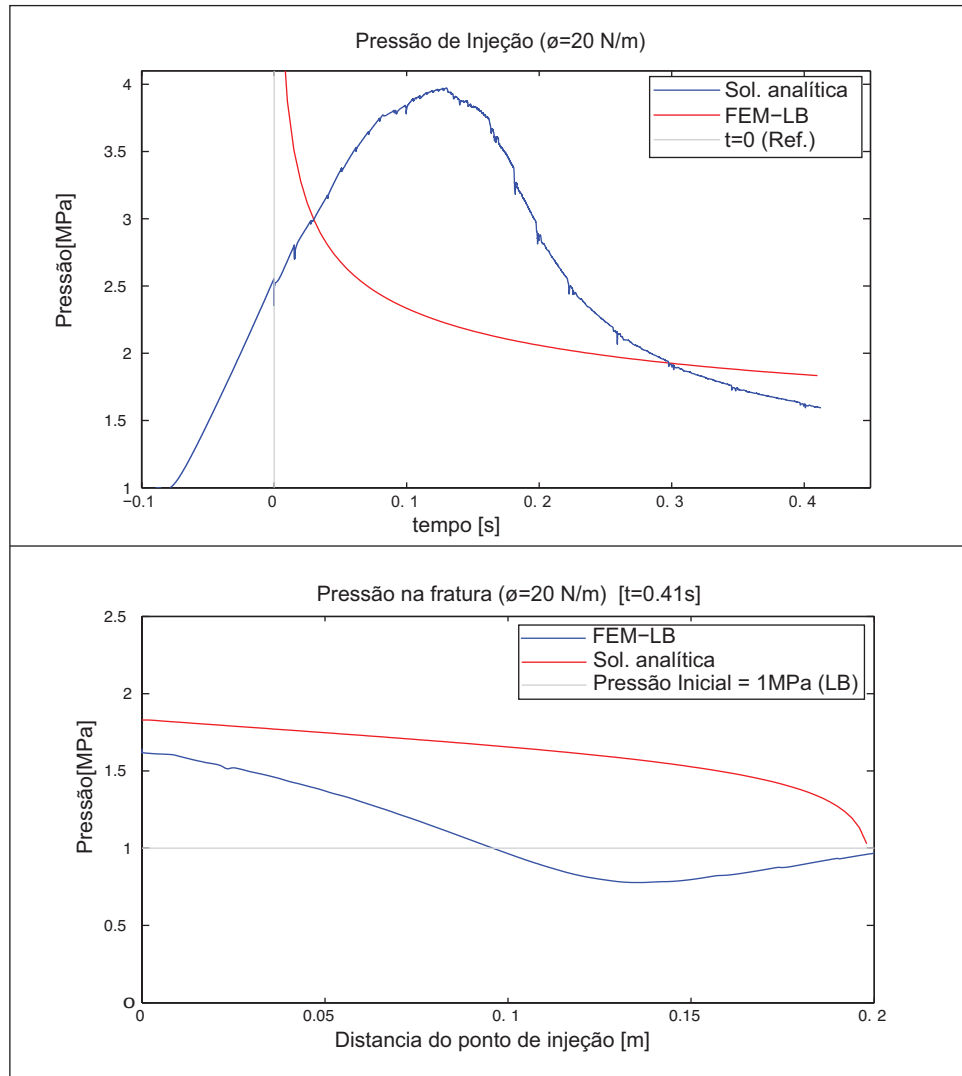 Pressão de Injeção (ø=20 N/m)
4
3.5
3
2.5
2
1.5
1
Pressão[MPa]
Sol. analítica
FEM−LB
t=0 (Ref.)
−0.1
0
0. 1
0.2
0. 3
0. 4
tempo [s]
Pressão na fratura (ø=20 N/m) [t=0.41s]
2.5
2
1.5
1
0.5
0
Pressão[MPa]
FEM−LB
Sol. analítica
Pressão Inicial = 1MPa (LB)
0
0.05
0. 1
0.15
0. 2
Distancia do ponto de injeção [m]